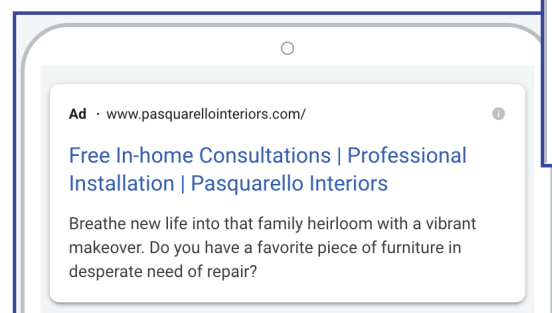 Ad · www.pasquarellointeriors.com/
Free In-home Consultations | Professional
Installation | Pasquarello Interiors
Breathe new life into that family heirloom with a vibrant
makeover. Do you have a favorite piece of furniture in
desperate need of repair?